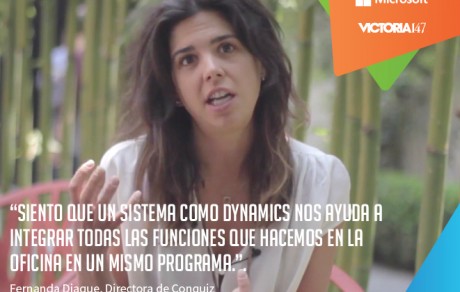 Microsoft
VICTORIA147
“SIENTO QUE UN SISTEMA COMO DYNAMICS NOS AYUDA A
INTEGRAR TODAS LAS FUNCIONES QUE HACEMOS EN LA
OFICINA EN UN MISMO PROGRAMA.”.
Fernanda Diaque, Directora de Conquiz